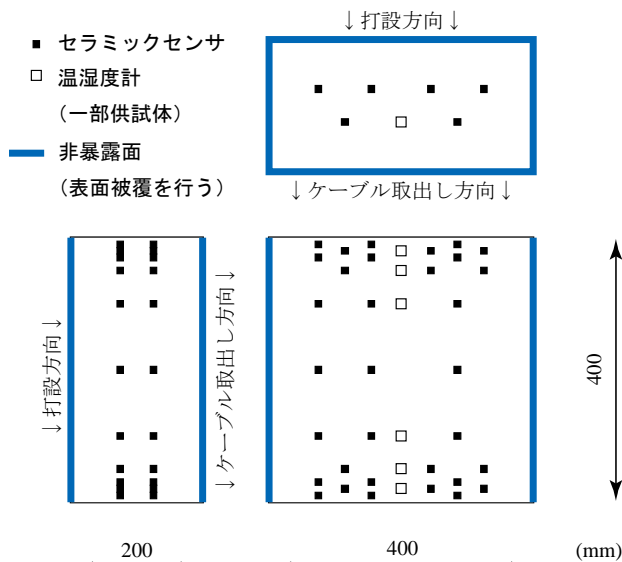 ↓打設方向↓
セラミックセンサ
温湿度計
(一部供試体)
非暴露面
(表面被覆を行う)
↓ケーブル取出し方向↓
↓打設方向↓
↓ケーブル取出し方向↓
400
200
400
(mm)